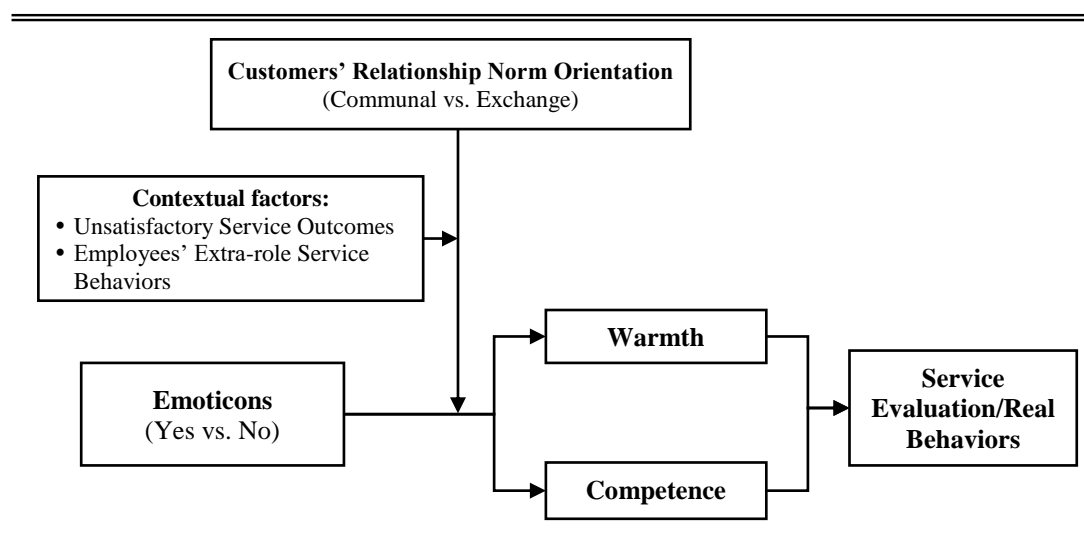 Customers’ Relationship Norm Orientation
(Communal vs. Exchange)
Contextual factors:
• Unsatisfactory Service Outcomes
• Employees’ Extra-role Service
Behaviors
Warmth
Emoticons
(Yes vs. No)
Service
Evaluation/Real
Behaviors
Competence